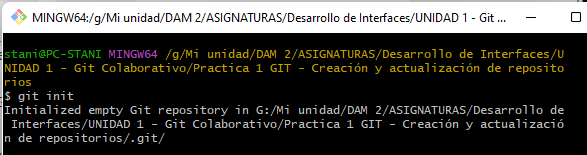 MINGW64:/g/Mi unidad/DAM 2/ASIGNATURAS/Desarrollo de Interfaces/UNIDAD 1 - Git ...
stani@PC-STANI MINGW64 /g/Mi unidad/DAM 2/ASIGNATURAS/Desarrollo de Interfaces/U
NIDAD 1 - Git Colaborativo/Practica 1 GIT - Creación y actualización de reposito
rios
$ git init
Initialized empty Git repository in G:/Mi unidad/DAM 2/ASIGNATURAS/Desarrollo de
 Interfaces/UNIDAD 1 - Git Colaborativo/Practica 1 GIT - Creación y actualizació
n de repositorios/.git/